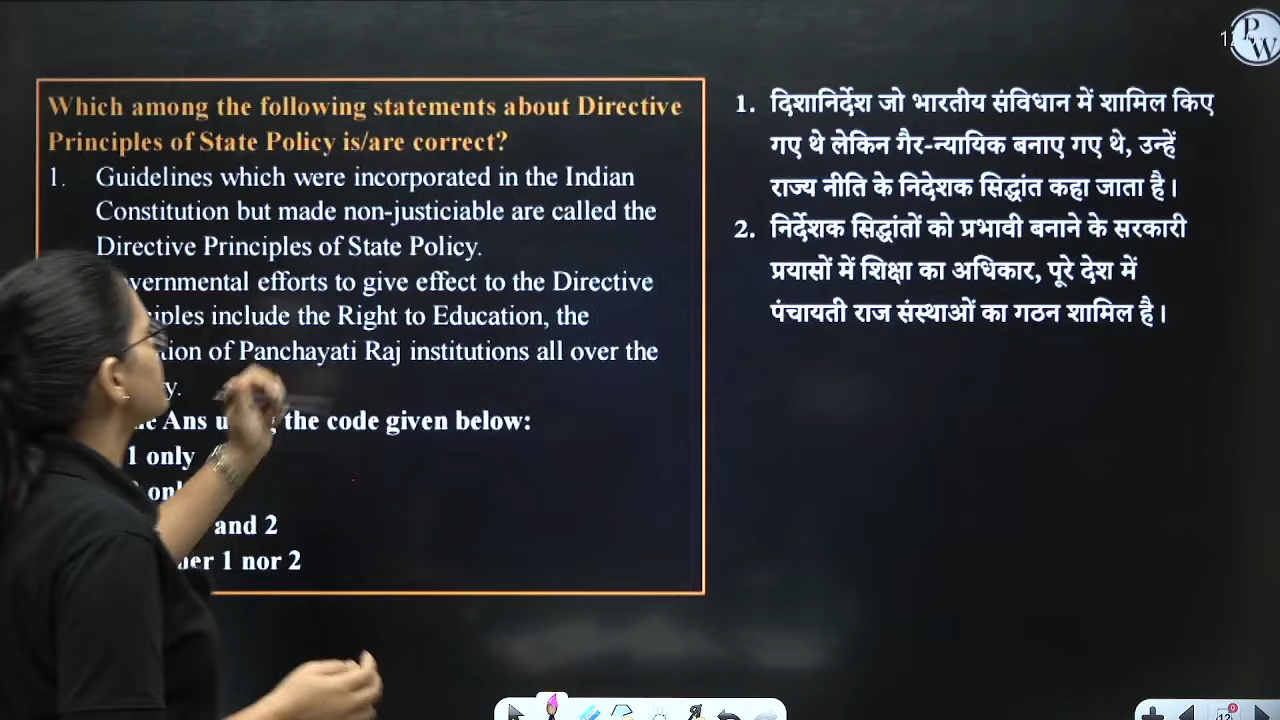 PW
Which among the following statements about Directive
Principles of State Policy is/are correct?
1. Guidelines which were incorporated in the Indian
Constitution but made non-justiciable are called the
Directive Principles of State Policy.
efforts to give effect to the Directive
include the Right to Education, the
of Panchayati Raj institutions all over the
Ans the code given below:
1 only
and 2
1 nor 2
1. दिशानिर्देश जो भारतीय संविधान में शामिल किए
गए थे लेकिन गैर-न्यायिक बनाए गए थे, उन्हें
राज्य नीति के निदेशक सिद्धांत कहा जाता है।
2. निर्देशक सिद्धांतों को प्रभावी बनाने के सरकारी
प्रयासों में शिक्षा का अधिकार, पूरे देश में
पंचायती राज संस्थाओं का गठन शामिल है।